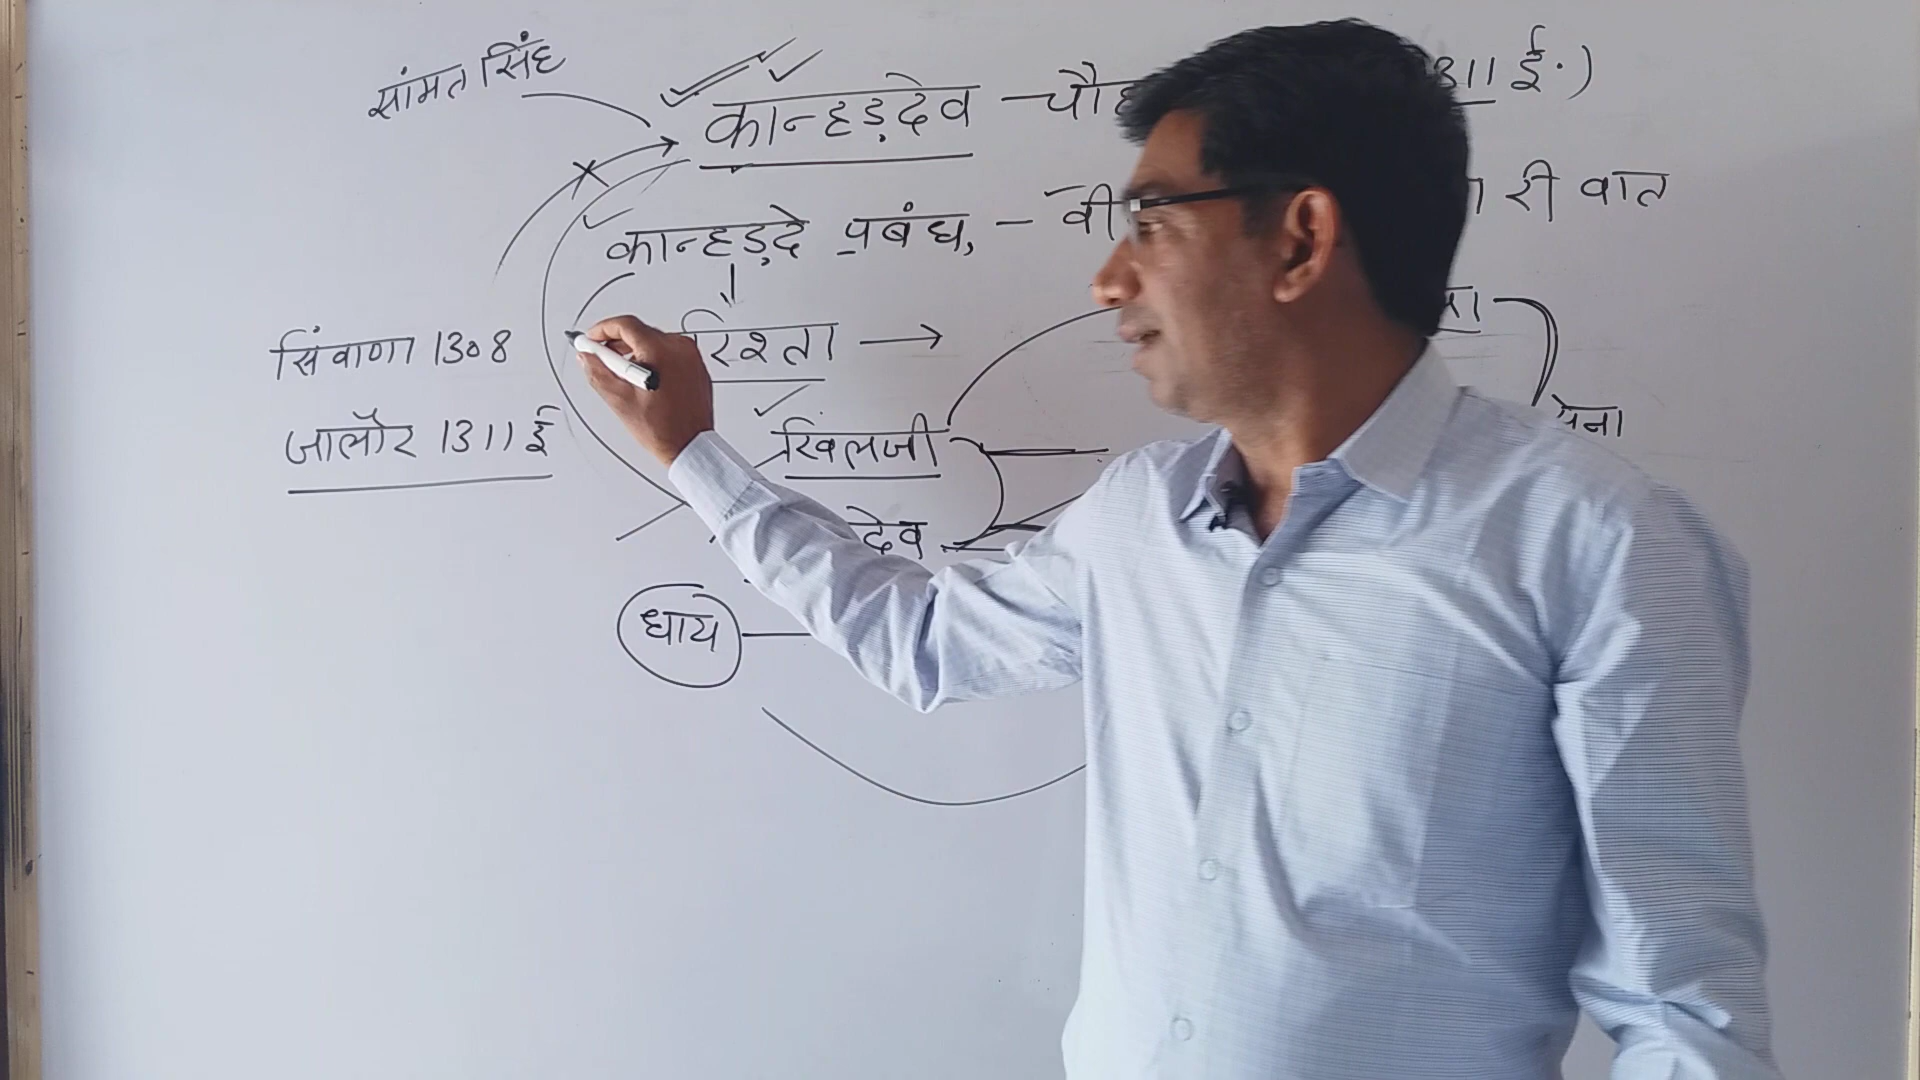 सांमत सिंह
कान्हड़देव - चौह 311 ई.)
कान्हड़दे प्रबंध, - वी री वात
सिंवाणा 1308 रिश्ता →
जालौर 1311 ई खिलजी
देव
धाय